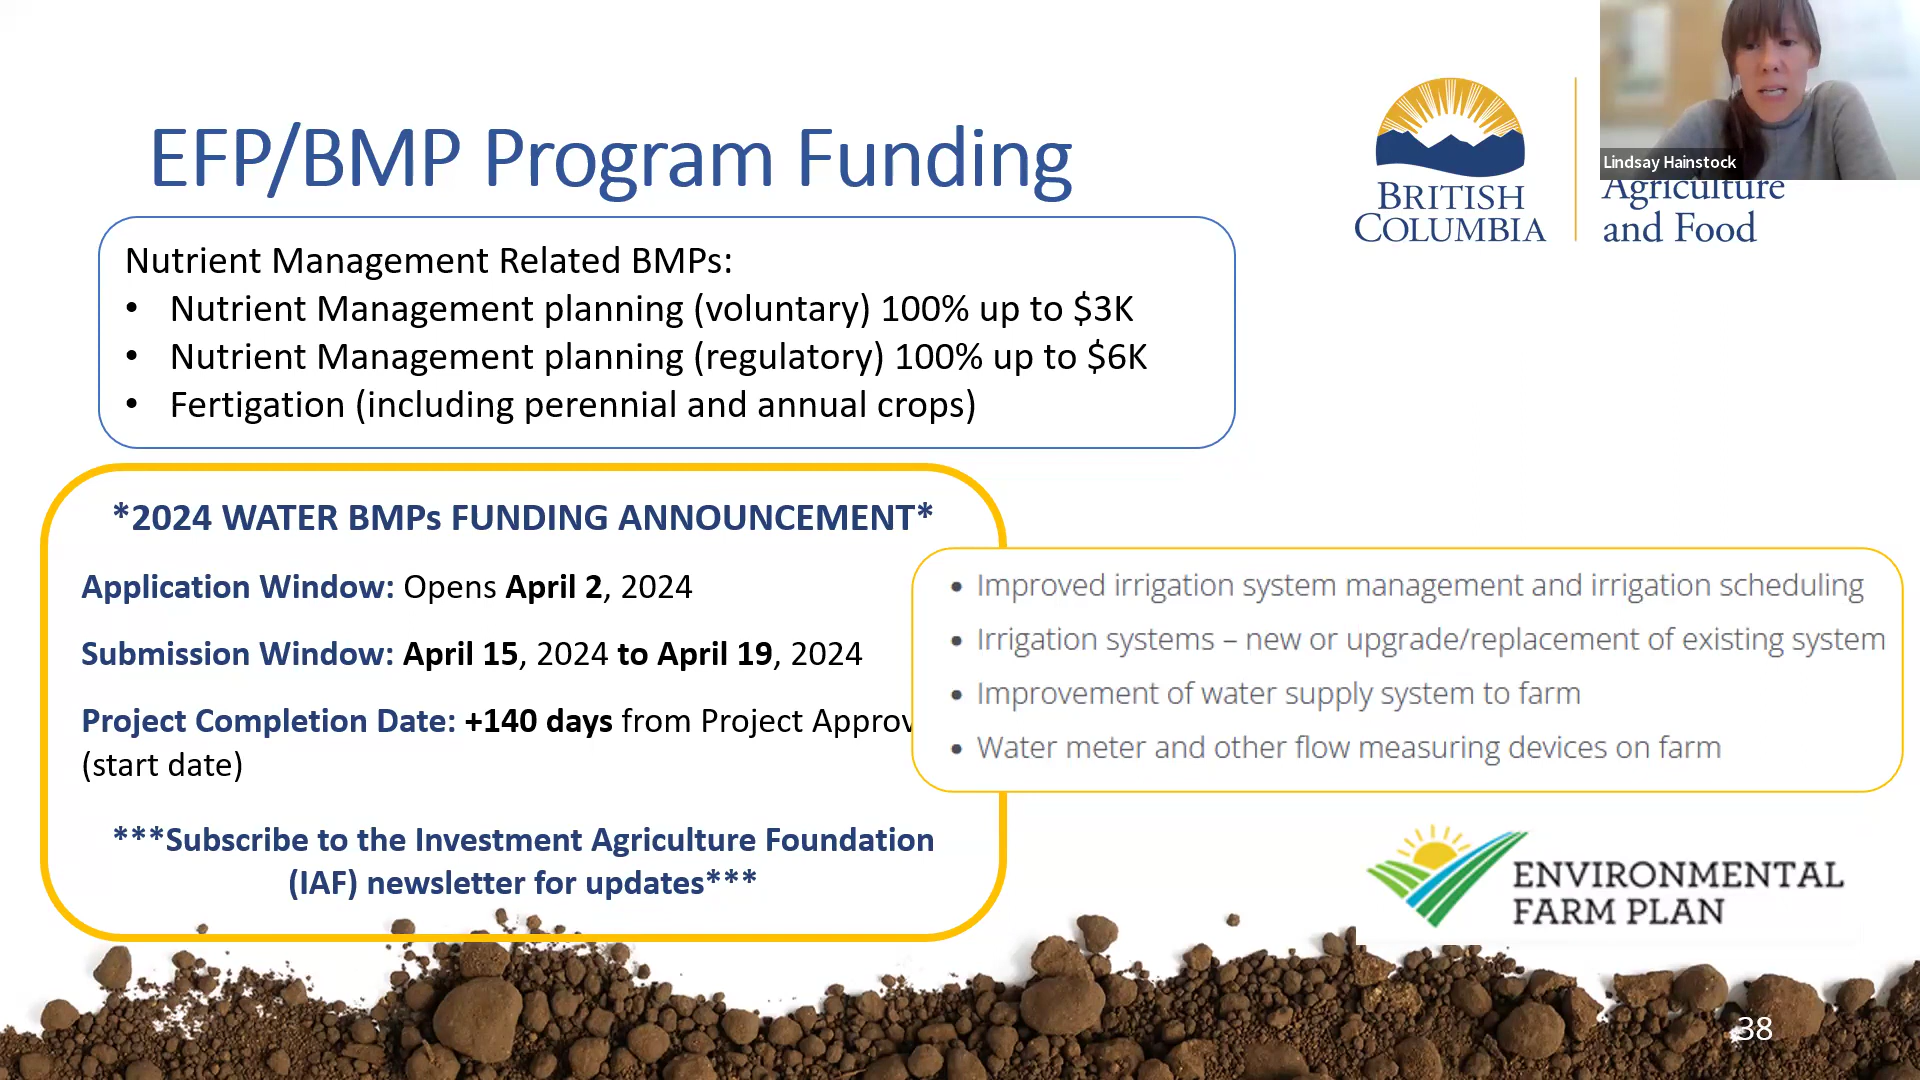 EFP/BMP Program Funding
BRITISH
COLUMBIA
Agriculture
and Food
Lindsay Hainstock
Nutrient Management Related BMPs:
• Nutrient Management planning (voluntary) 100% up to $3K
• Nutrient Management planning (regulatory) 100% up to $6K
• Fertigation (including perennial and annual crops)
*2024 WATER BMPs FUNDING ANNOUNCEMENT*
Application Window: Opens April 2, 2024
Submission Window: April 15, 2024 to April 19, 2024
Project Completion Date: +140 days from Project Approv
(start date)
***Subscribe to the Investment Agriculture Foundation
(IAF) newsletter for updates***
• Improved irrigation system management and irrigation scheduling
• Irrigation systems – new or upgrade/replacement of existing system
• Improvement of water supply system to farm
• Water meter and other flow measuring devices on farm
ENVIRONMENTAL
FARM PLAN
38